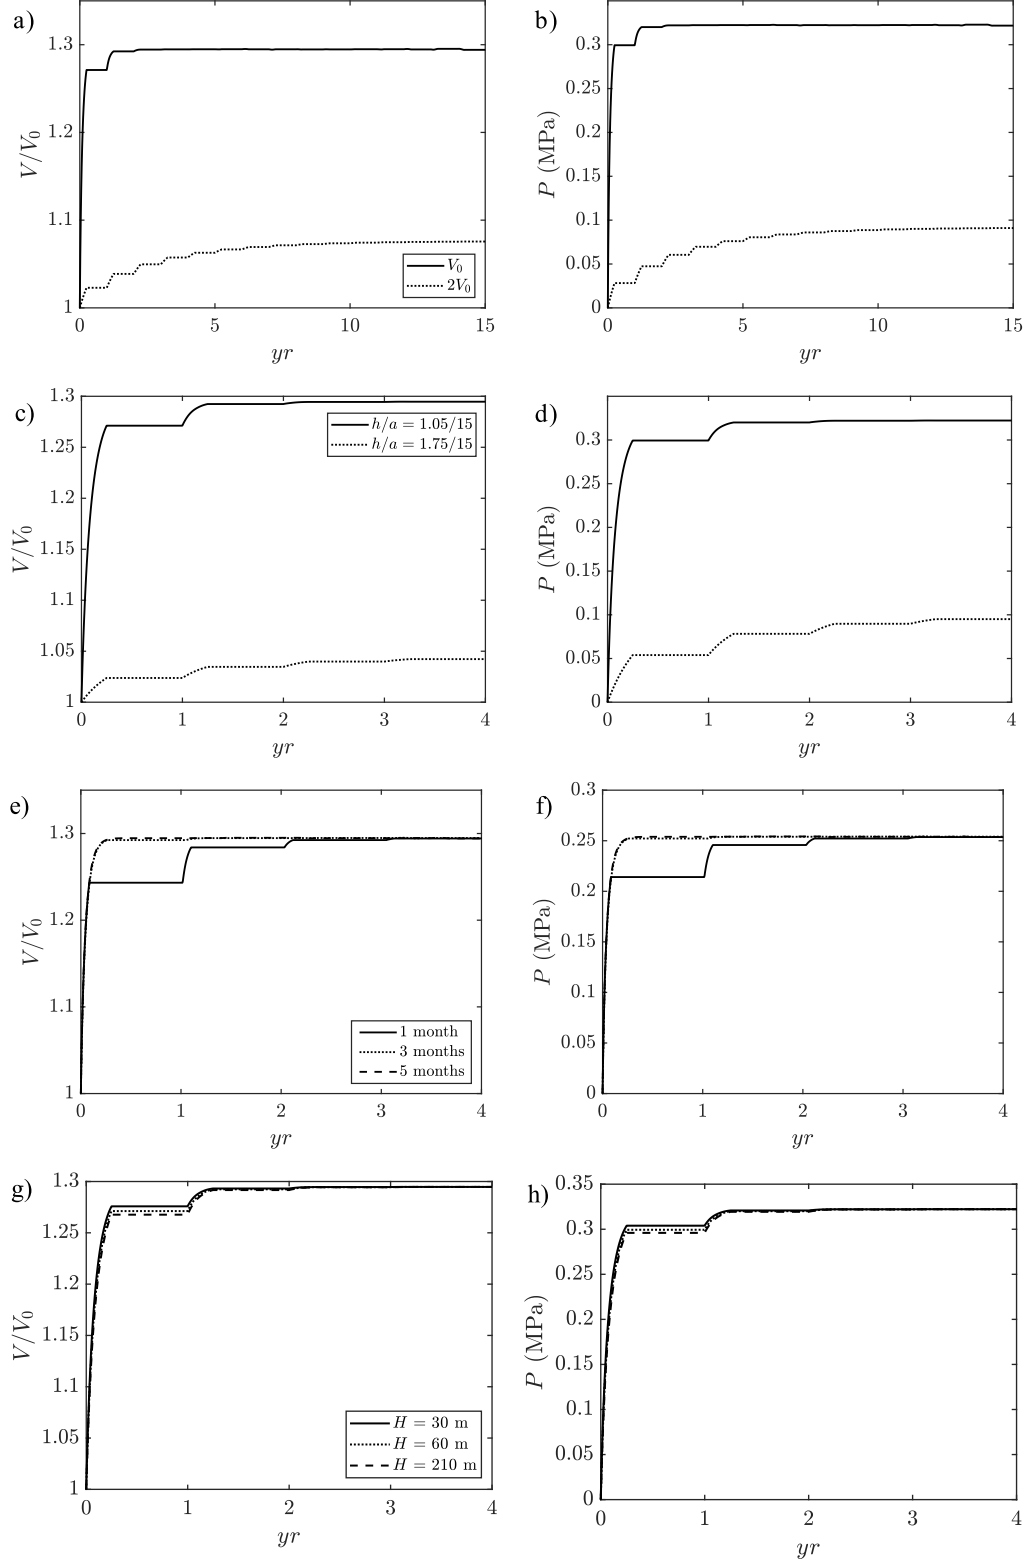 a)
1.3
1.2
1.1
1
V/V₀
0
5
10
15
yr
V₀
2V₀
b)
0.3
0.25
0.2
0.15
0.1
0.05
0
P (MPa)
0
5
10
15
yr
c)
1.3
1.25
1.2
1.15
1.1
1.05
1
V/V₀
0
1
2
3
4
yr
h/a = 1.05/15
h/a = 1.75/15
d)
0.3
0.25
0.2
0.15
0.1
0.05
0
P (MPa)
0
1
2
3
4
yr
e)
1.3
1.2
1.1
1
V/V₀
0
1
2
3
4
yr
1 month
3 months
5 months
f)
0.3
0.25
0.2
0.15
0.1
0.05
0
P (MPa)
0
1
2
3
4
yr
g)
1.3
1.25
1.2
1.15
1.1
1.05
1
V/V₀
0
1
2
3
4
yr
H = 30 m
H = 60 m
H = 210 m
h)
0.35
0.3
0.25
0.2
0.15
0.1
0.05
0
P (MPa)
0
1
2
3
4
yr